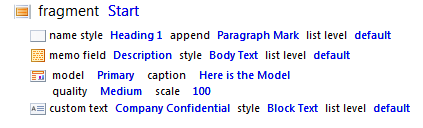 fragment Start
name style Heading 1 append Paragraph Mark list level default
memo field Description style Body Text list level default
model Primary caption Here is the Model
quality Medium scale 100
custom text Company Confidential style Block Text list level default